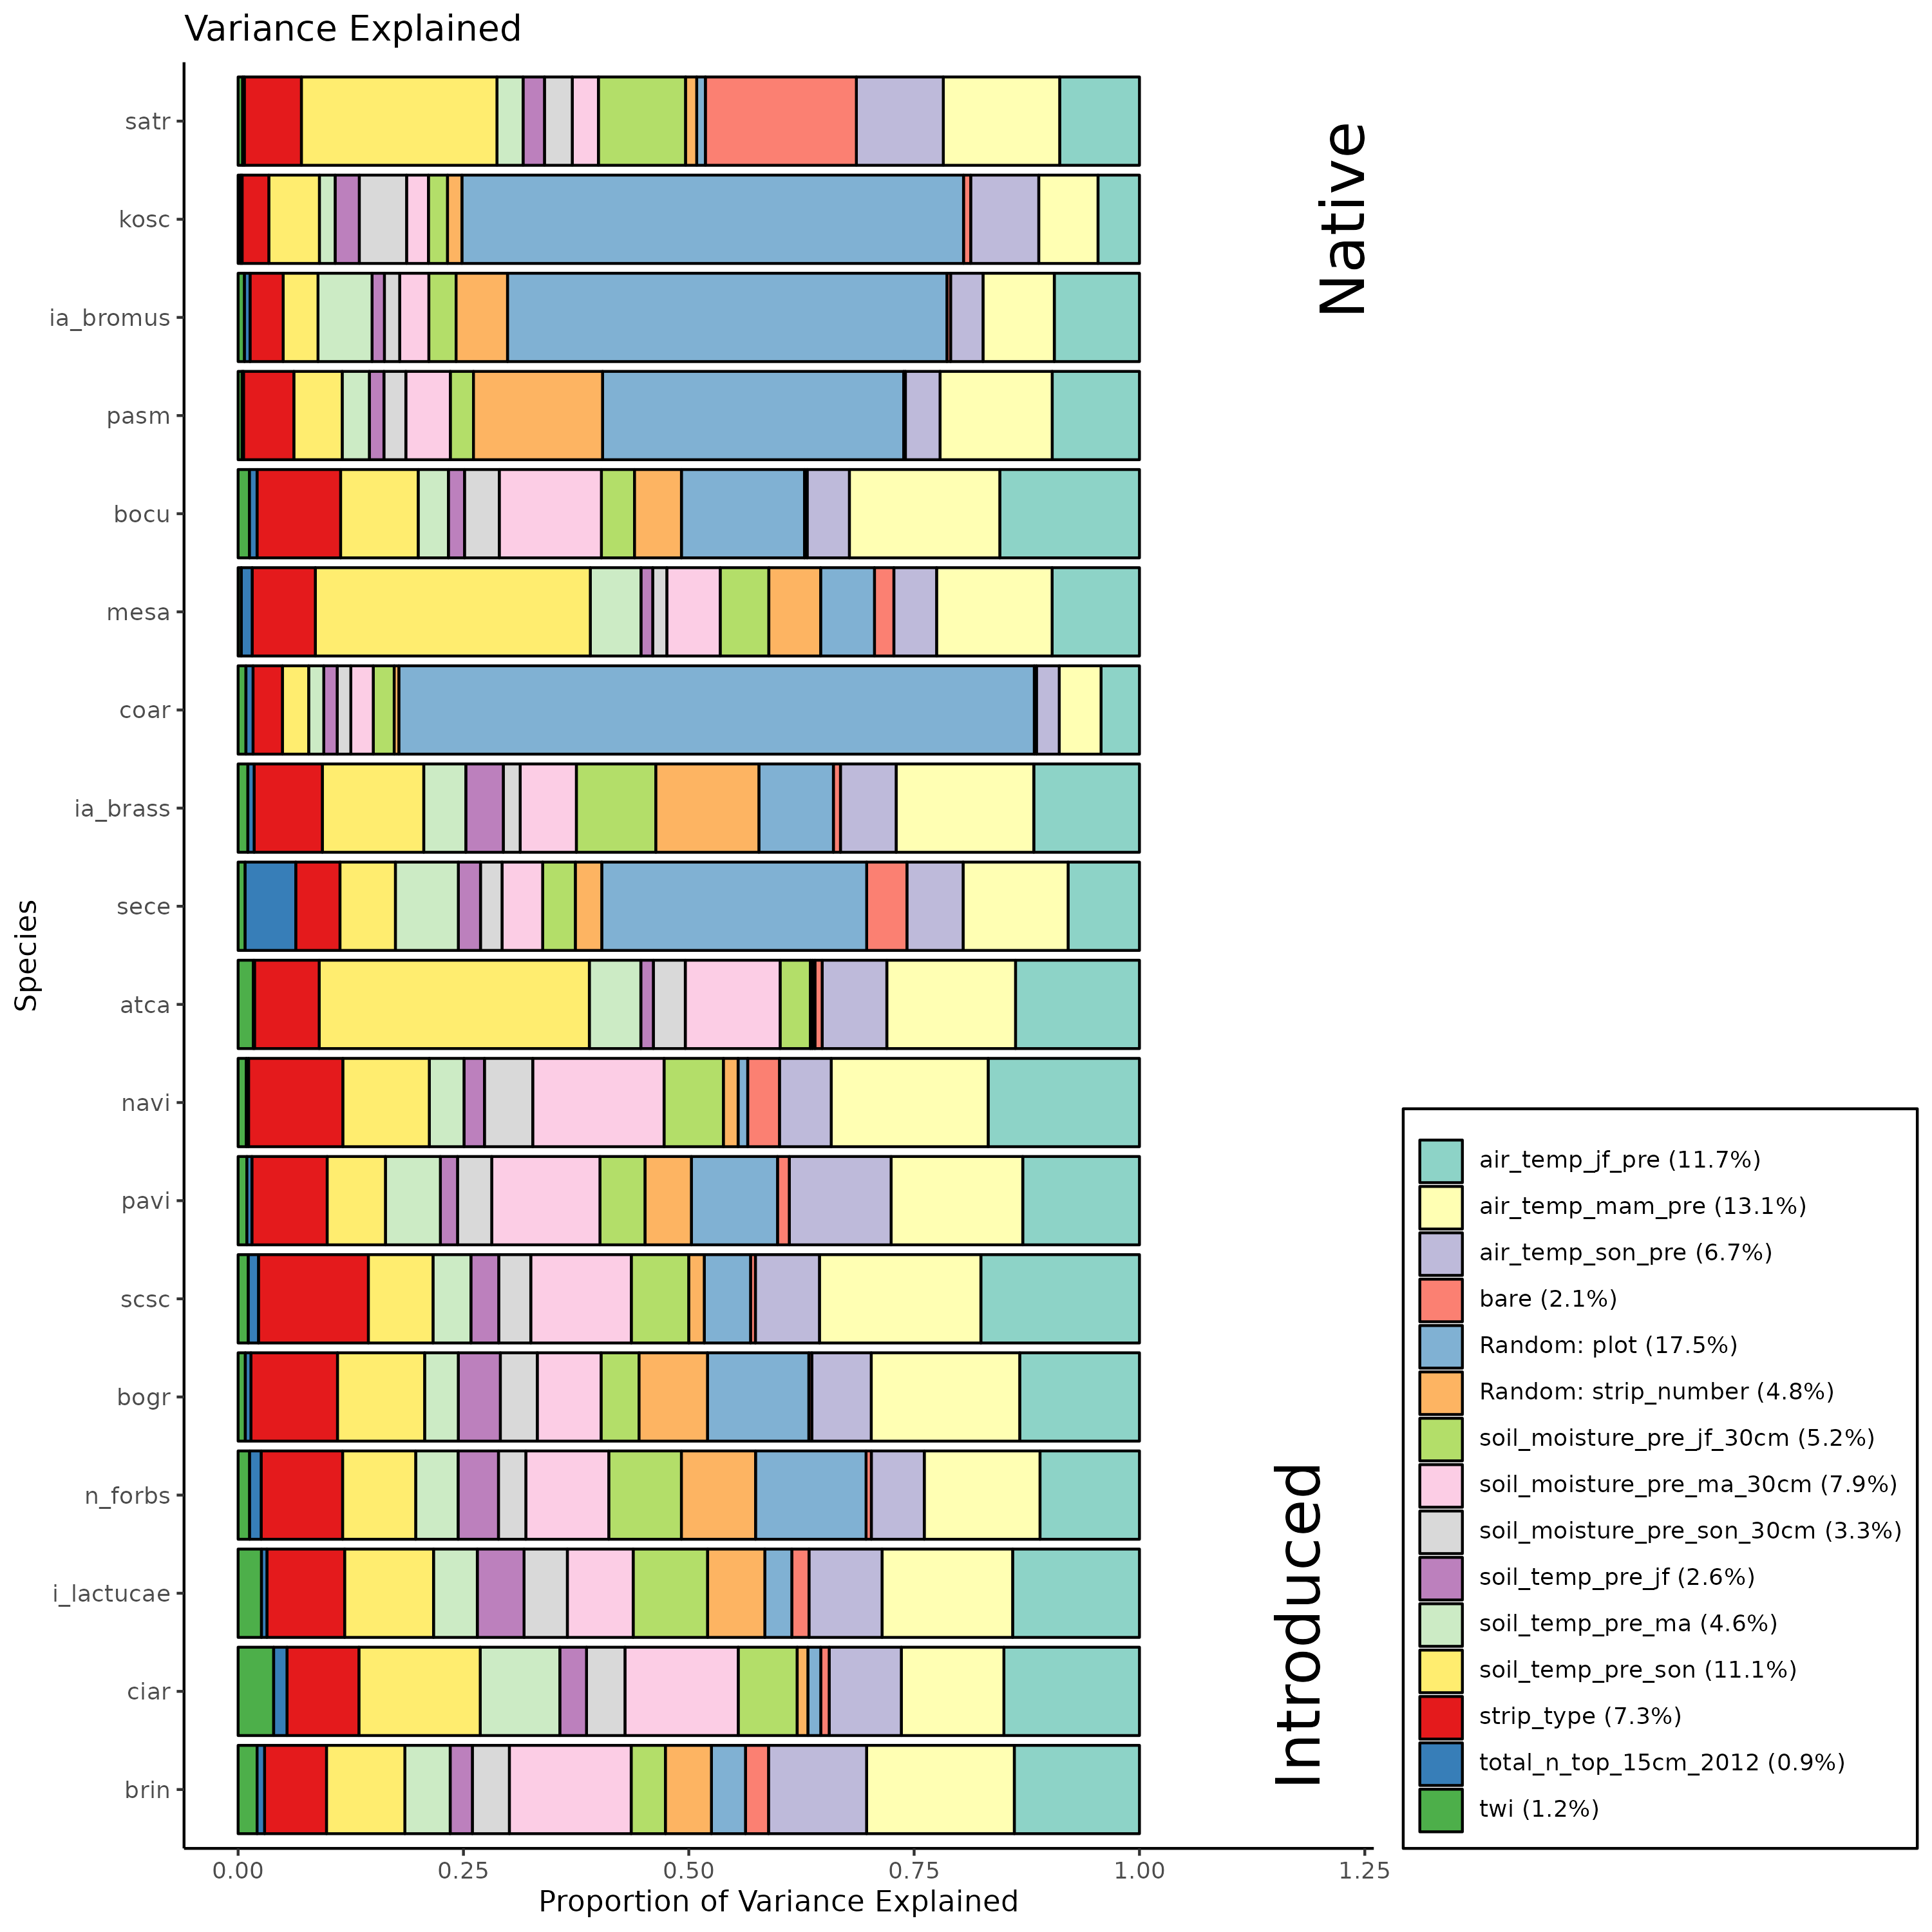 Variance Explained
satr
kosc
ia_bromus
pasm
bocu
mesa
coar
ia_brass
sece
atca
navi
pavi
scsc
bogr
n_forbs
i_lactucae
ciar
brin
Species
0.00 0.25 0.50 0.75 1.00 1.25
Proportion of Variance Explained
Native
Introduced
air_temp_jf_pre (11.7%)
air_temp_mam_pre (13.1%)
air_temp_son_pre (6.7%)
bare (2.1%)
Random: plot (17.5%)
Random: strip_number (4.8%)
soil_moisture_pre_jf_30cm (5.2%)
soil_moisture_pre_ma_30cm (7.9%)
soil_moisture_pre_son_30cm (3.3%)
soil_temp_pre_jf (2.6%)
soil_temp_pre_ma (4.6%)
soil_temp_pre_son (11.1%)
strip_type (7.3%)
total_n_top_15cm_2012 (0.9%)
twi (1.2%)